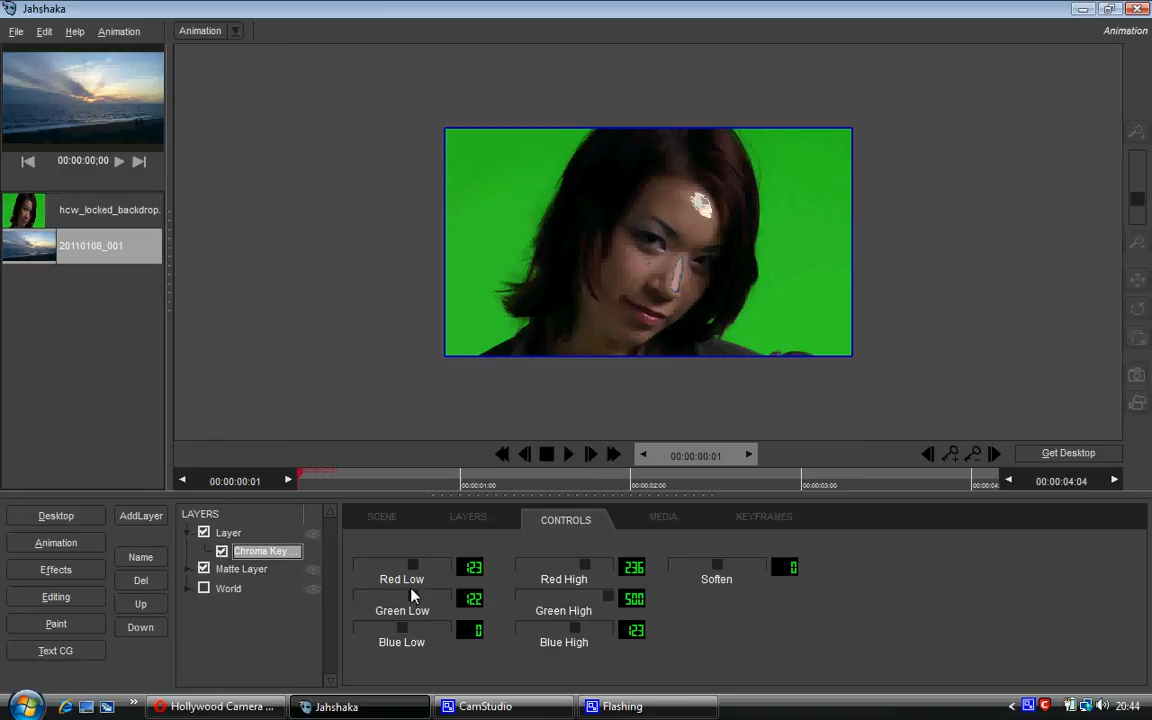 Jahshaka
File Edit Help Animation
Animation
Animation
00:00:00;00
hcw_locked_backdrop.
20110108_001
00:00:00:01
Get Desktop
00:00:00:01
00:00:01:00
00:00:02:00
00:00:03:00
00:00:04:
00:04:04
Desktop
Animation
Effects
Editing
Paint
Text CG
AddLayer
Name
Del
Up
Down
LAYERS
Layer
Chroma Key ...
Matte Layer
World
SCENE LAYERS CONTROLS MEDIA KEYFRAMES
Red Low 123
Green Low 122
Blue Low 0
Red High 236
Green High 500
Blue High 123
Soften 0
Hollywood Camera ...
Jahshaka
CamStudio
Flashing
20:44